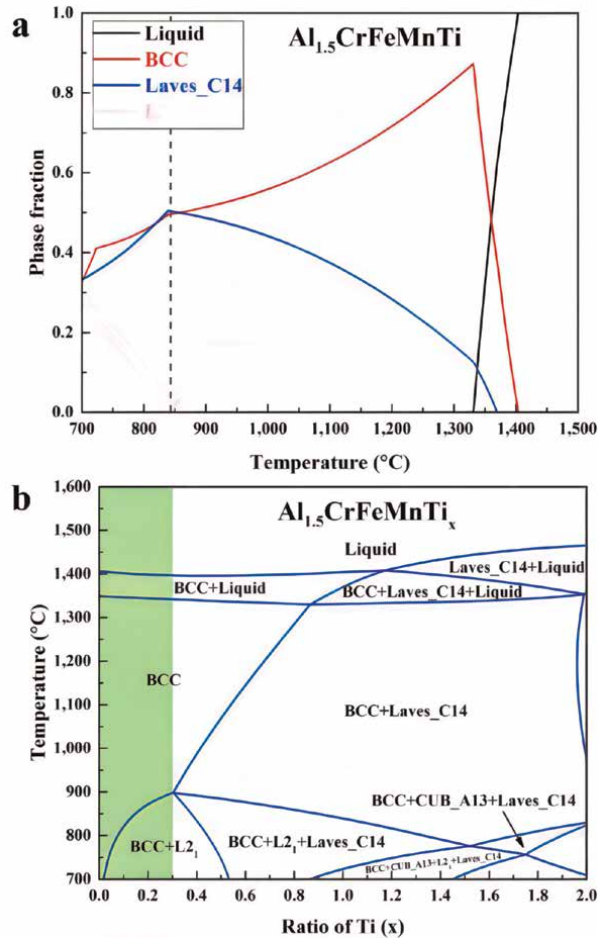 a
Al1.5CrFeMnTi
Liquid
BCC
Laves_C14
Phase fraction
1.0
0.8
0.6
0.4
0.2
0.0
700
800
900
1,000
1,100
1,200
1,300
1,400
1,500
Temperature (°C)
b
Al1.5CrFeMnTix
Liquid
Laves_C14+Liquid
BCC+Liquid
BCC+Laves_C14+Liquid
BCC
BCC+Laves_C14
BCC+CUB_A13+Laves_C14
BCC+L21
BCC+L21+Laves_C14
BCC+CUB_A13+L21+Laves_C14
Temperature (°C)
1,600
1,500
1,400
1,300
1,200
1,100
1,000
900
800
700
0.0
0.2
0.4
0.6
0.8
1.0
1.2
1.4
1.6
1.8
2.0
Ratio of Ti (x)